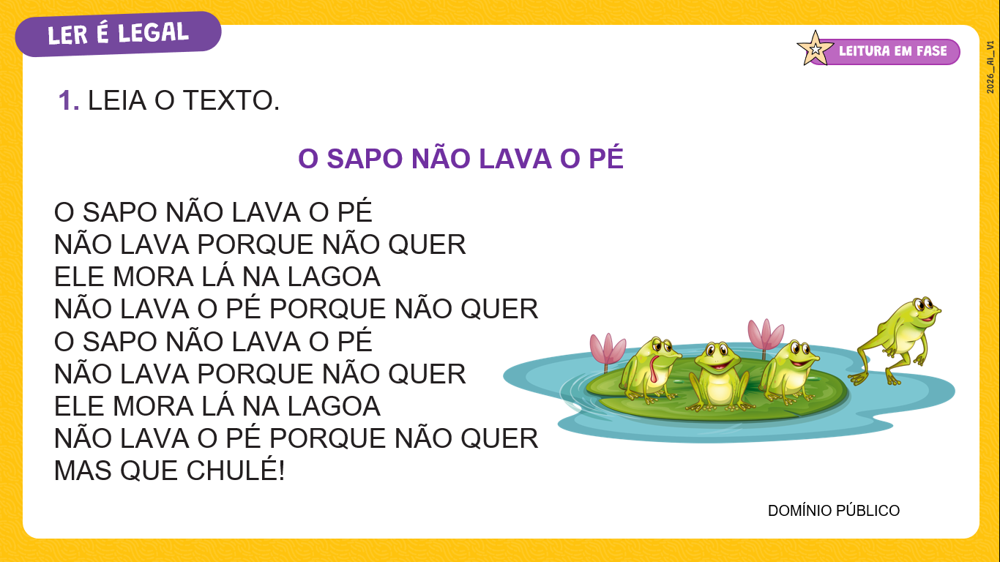 LER É LEGAL
LEITURA EM FASE
2026_AI_V1
1. LEIA O TEXTO.
O SAPO NÃO LAVA O PÉ
O SAPO NÃO LAVA O PÉ
NÃO LAVA PORQUE NÃO QUER
ELE MORA LÁ NA LAGOA
NÃO LAVA O PÉ PORQUE NÃO QUER
O SAPO NÃO LAVA O PÉ
NÃO LAVA PORQUE NÃO QUER
ELE MORA LÁ NA LAGOA
NÃO LAVA O PÉ PORQUE NÃO QUER
MAS QUE CHULÉ!
DOMÍNIO PÚBLICO